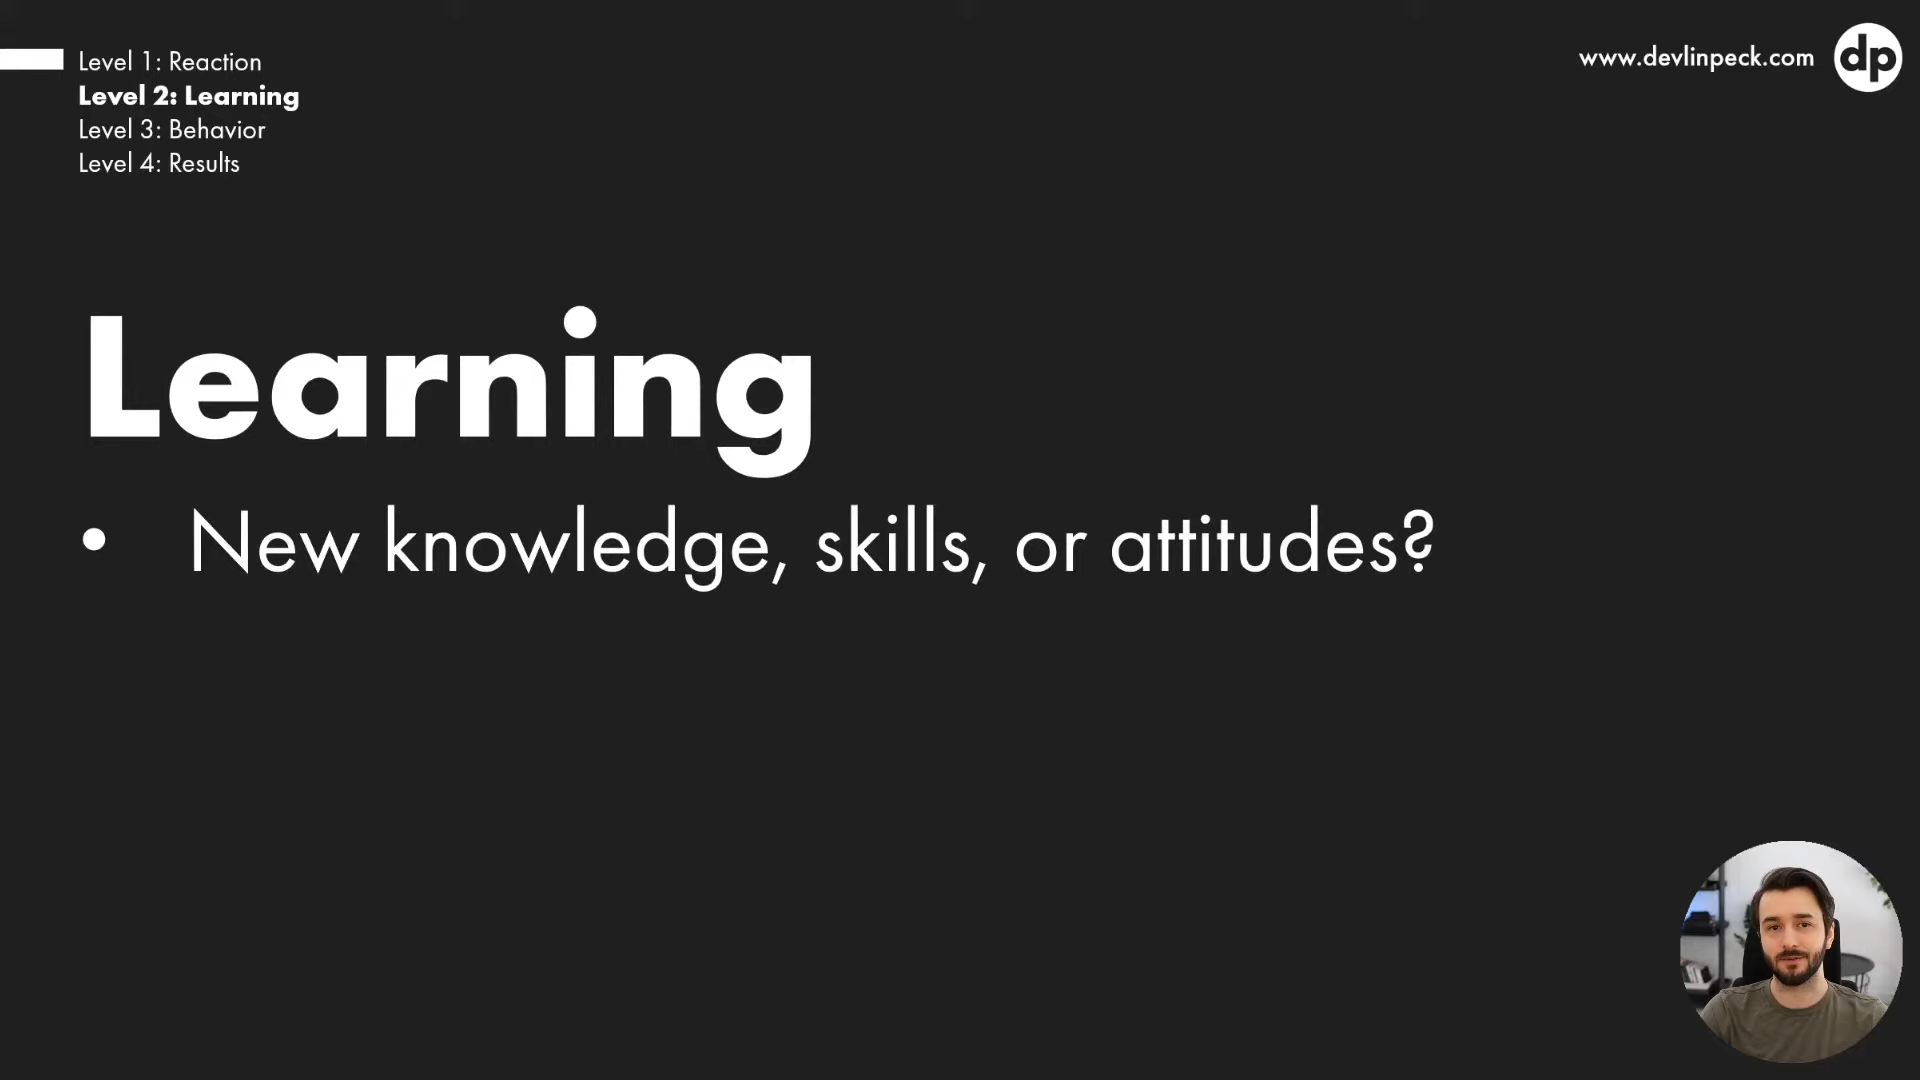 Level 1: Reaction
Level 2: Learning
Level 3: Behavior
Level 4: Results
www.devlinpeck.com
dp
Learning
• New knowledge, skills, or attitudes?